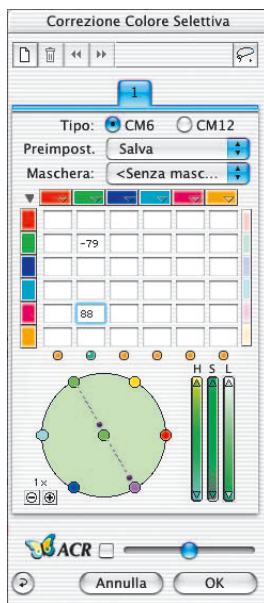 Correzione Colore Selettiva
1
Tipo: CM6 CM12
Preimpost. Salva
Maschera: <Senza masc...
-79
88
H S L
1×
ACR
Annulla OK